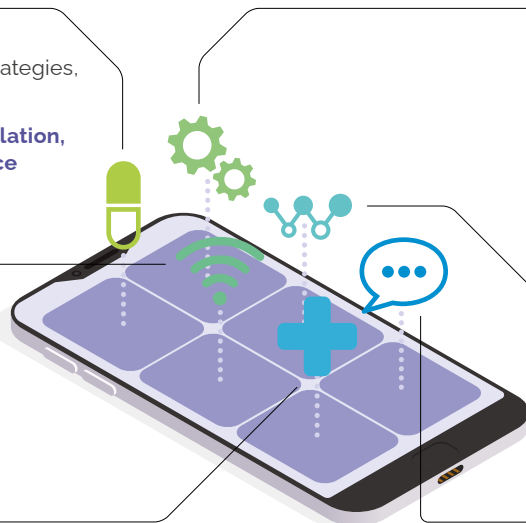 ategies,
lation,
ce